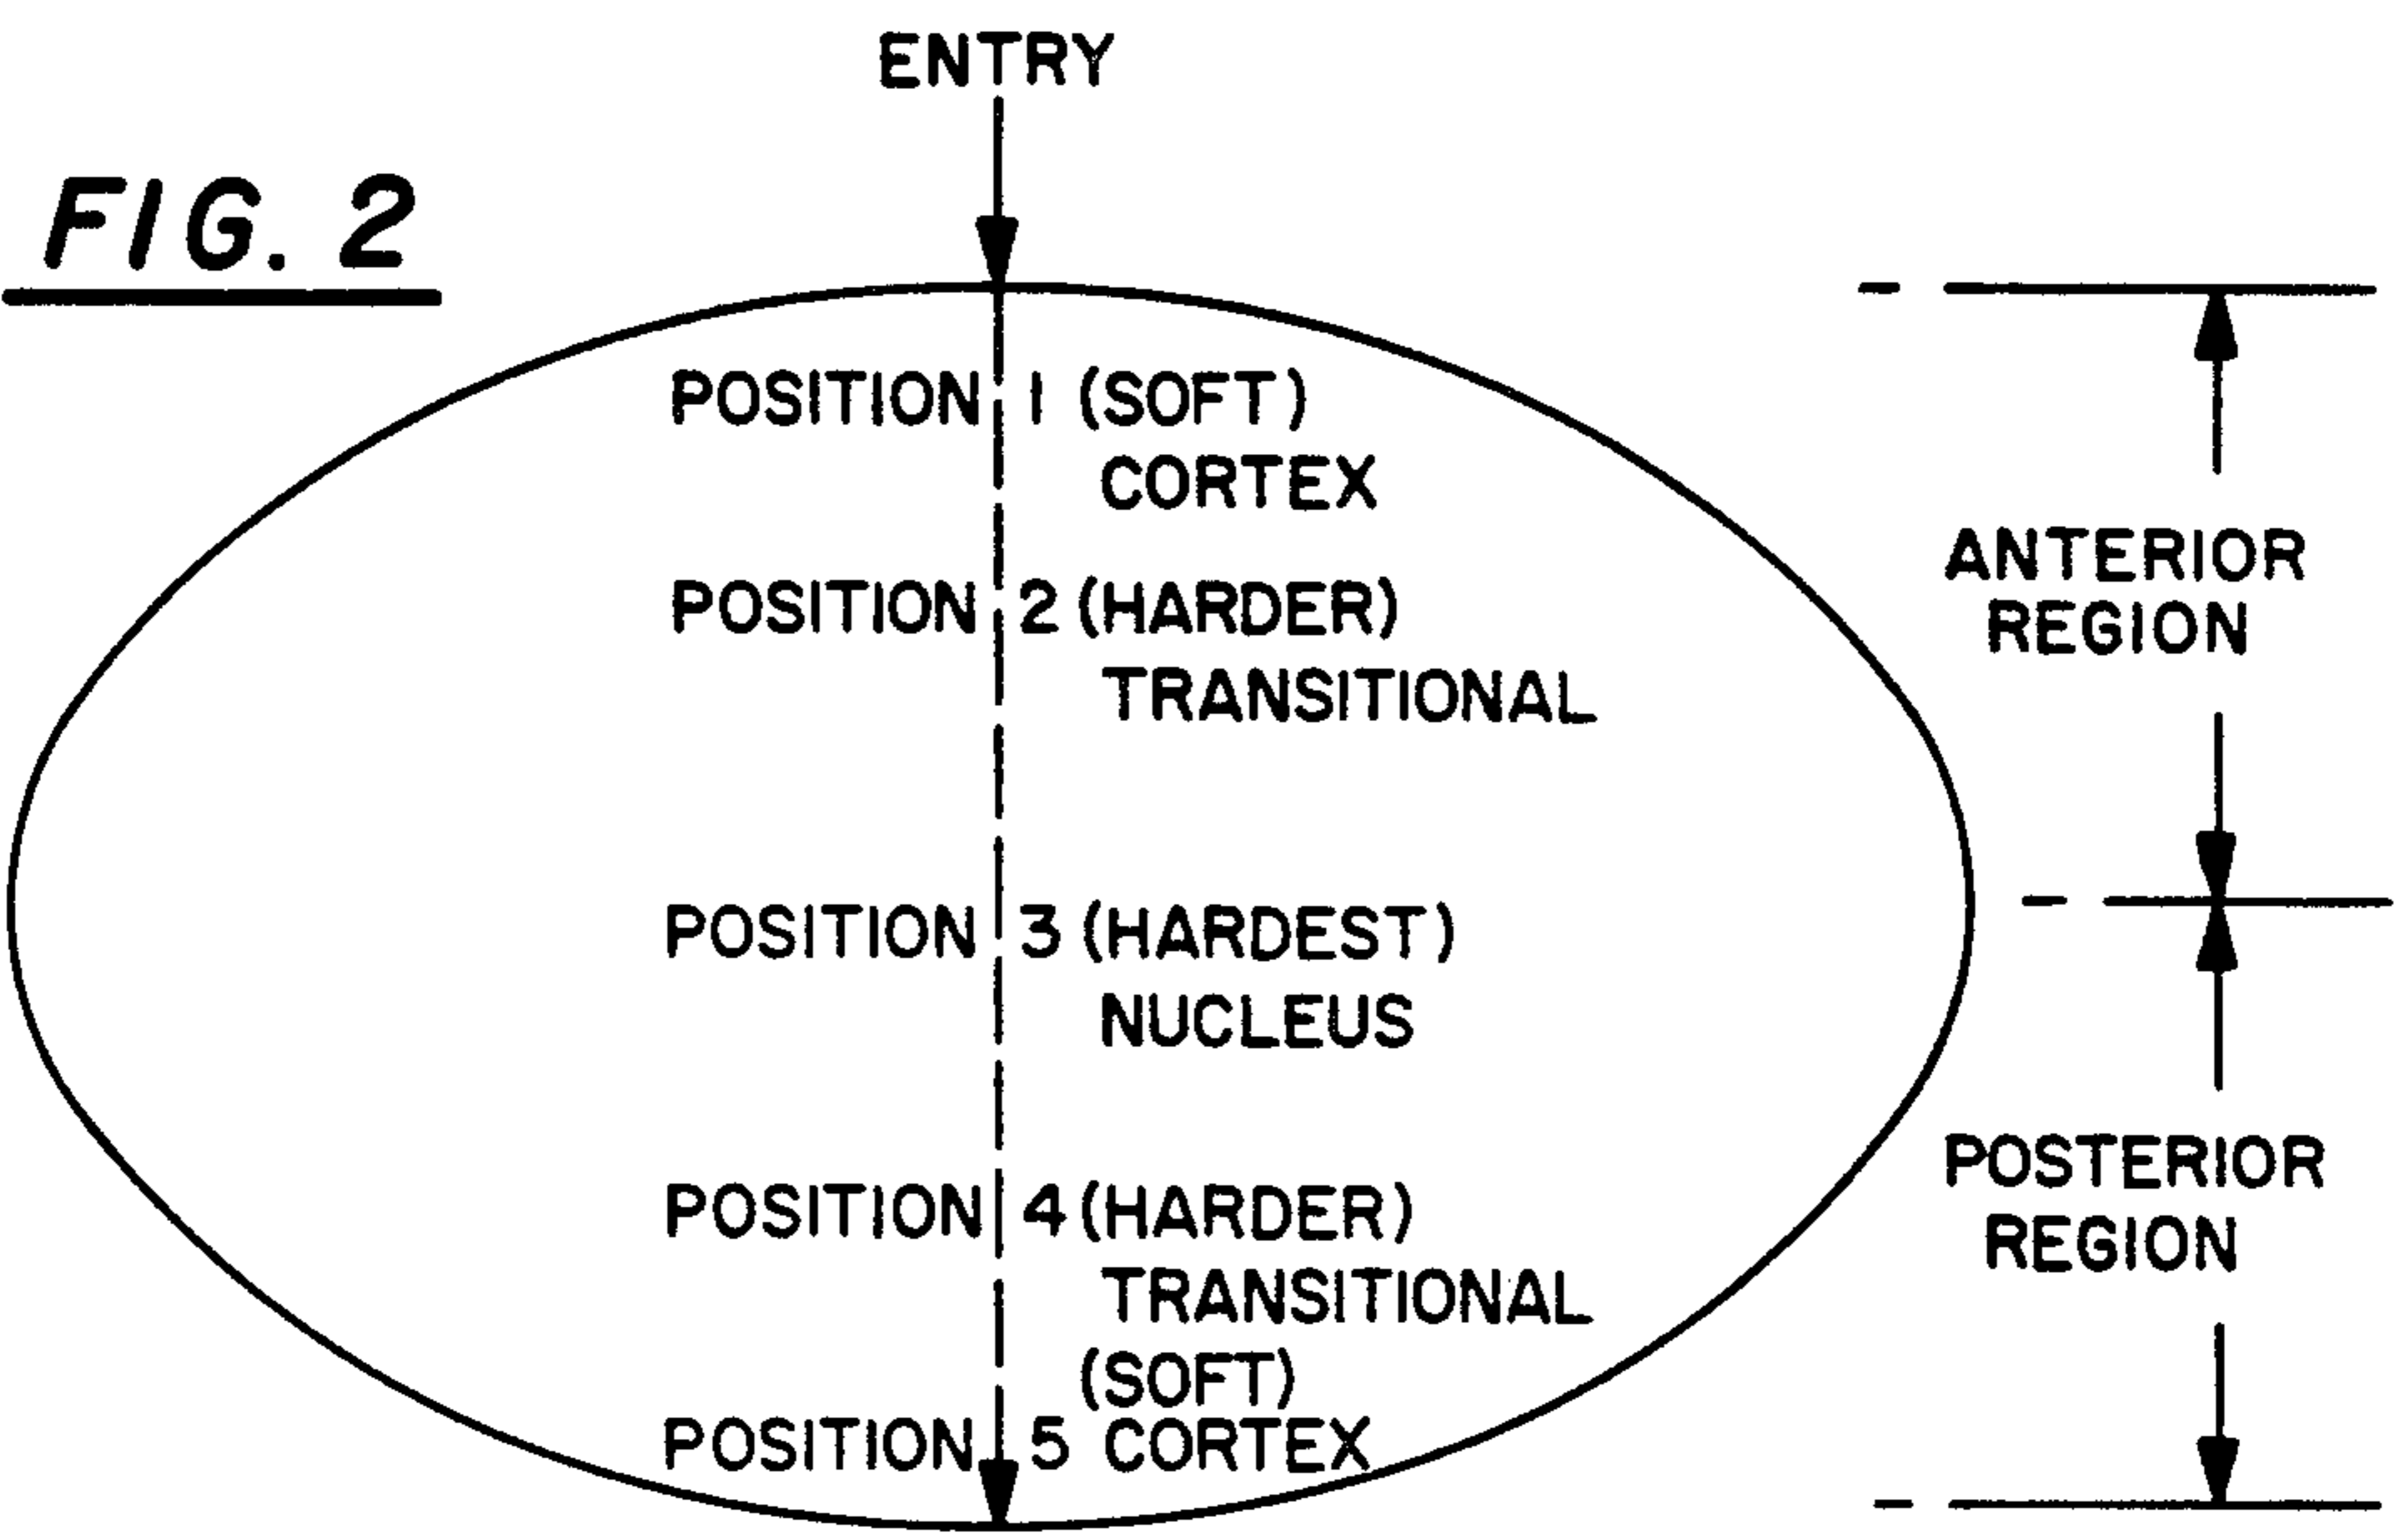 ENTRY
FIG. 2
POSITION 1 (SOFT)
CORTEX
POSITION 2 (HARDER)
TRANSITIONAL
ANTERIOR
REGION
POSITION 3 (HARDEST)
NUCLEUS
POSITION 4 (HARDER)
TRANSITIONAL
(SOFT)
POSITION 5 CORTEX
POSTERIOR
REGION